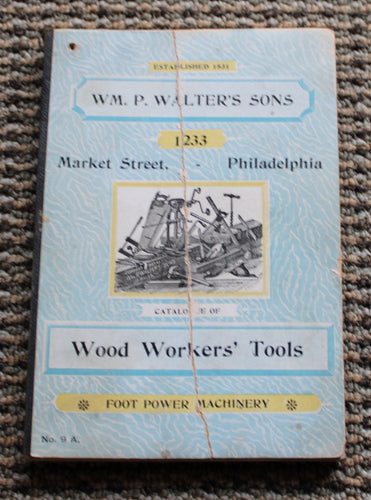 ESTABLISHED 1831
WM. P. WALTER'S SONS
1233
Market Street, - Philadelphia
CATALOGUE OF
Wood Workers' Tools
FOOT POWER MACHINERY
No. 9 A.